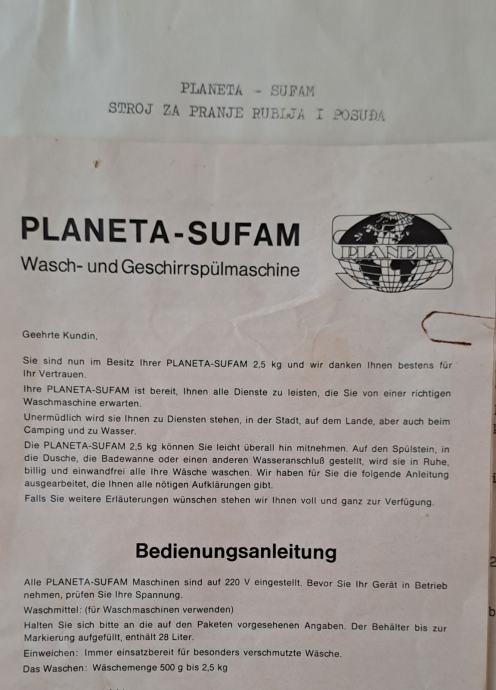 PLANETA - SUFAM
STROJ ZA PRANJE RUBLJA I POSUĐA
PLANETA-SUFAM
Wasch- und Geschirrspülmaschine
PLANETA
Geehrte Kundin,
Sie sind nun im Besitz Ihrer PLANETA-SUFAM 2,5 kg und wir danken Ihnen bestens für
Ihr Vertrauen.
Ihre PLANETA-SUFAM ist bereit, Ihnen alle Dienste zu leisten, die Sie von einer richtigen
Waschmaschine erwarten.
Unermüdlich wird sie Ihnen zu Diensten stehen, in der Stadt, auf dem Lande, aber auch beim
Camping und zu Wasser.
Die PLANETA-SUFAM 2,5 kg können Sie leicht überall hin mitnehmen. Auf den Spülstein, in
die Dusche, die Badewanne oder einen anderen Wasseranschluß gestellt, wird sie in Ruhe,
billig und einwandfrei alle Ihre Wäsche waschen. Wir haben für Sie die folgende Anleitung
ausgearbeitet, die Ihnen alle nötigen Aufklärungen gibt.
Falls Sie weitere Erläuterungen wünschen stehen wir Ihnen voll und ganz zur Verfügung.
Bedienungsanleitung
Alle PLANETA-SUFAM Maschinen sind auf 220 V eingestellt. Bevor Sie Ihr Gerät in Betrieb
nehmen, prüfen Sie Ihre Spannung.
Waschmittel: (für Waschmaschinen verwenden)
Halten Sie sich bitte an die auf den Paketen vorgesehenen Angaben. Der Behälter bis zur
Markierung aufgefüllt, enthält 28 Liter.
Einweichen: Immer einsatzbereit für besonders verschmutzte Wäsche.
Das Waschen: Wäschemenge 500 g bis 2,5 kg